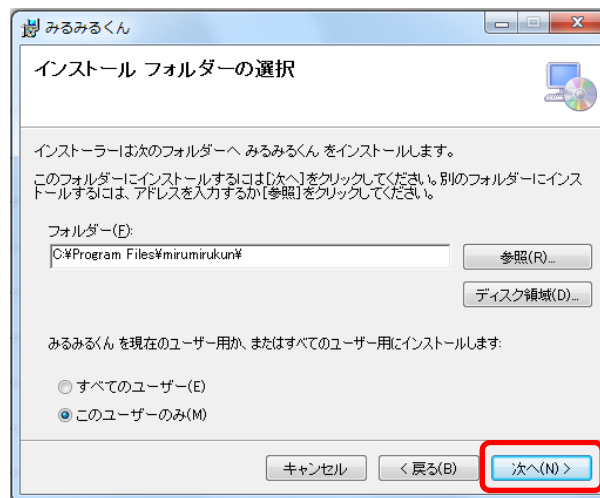 みるみるくん
インストール フォルダーの選択
インストーラーは次のフォルダーへ みるみるくん をインストールします。
このフォルダーにインストールするには[次へ]をクリックしてください。別のフォルダーにインス
トールするには、アドレスを入力するか[参照]をクリックしてください。
フォルダー(F):
C:¥Program Files¥mirumirukun¥
参照(R)...
ディスク領域(D)...
みるみるくん を現在のユーザー用か、またはすべてのユーザー用にインストールします:
すべてのユーザー(E)
このユーザーのみ(M)
キャンセル
< 戻る(B)
次へ(N) >